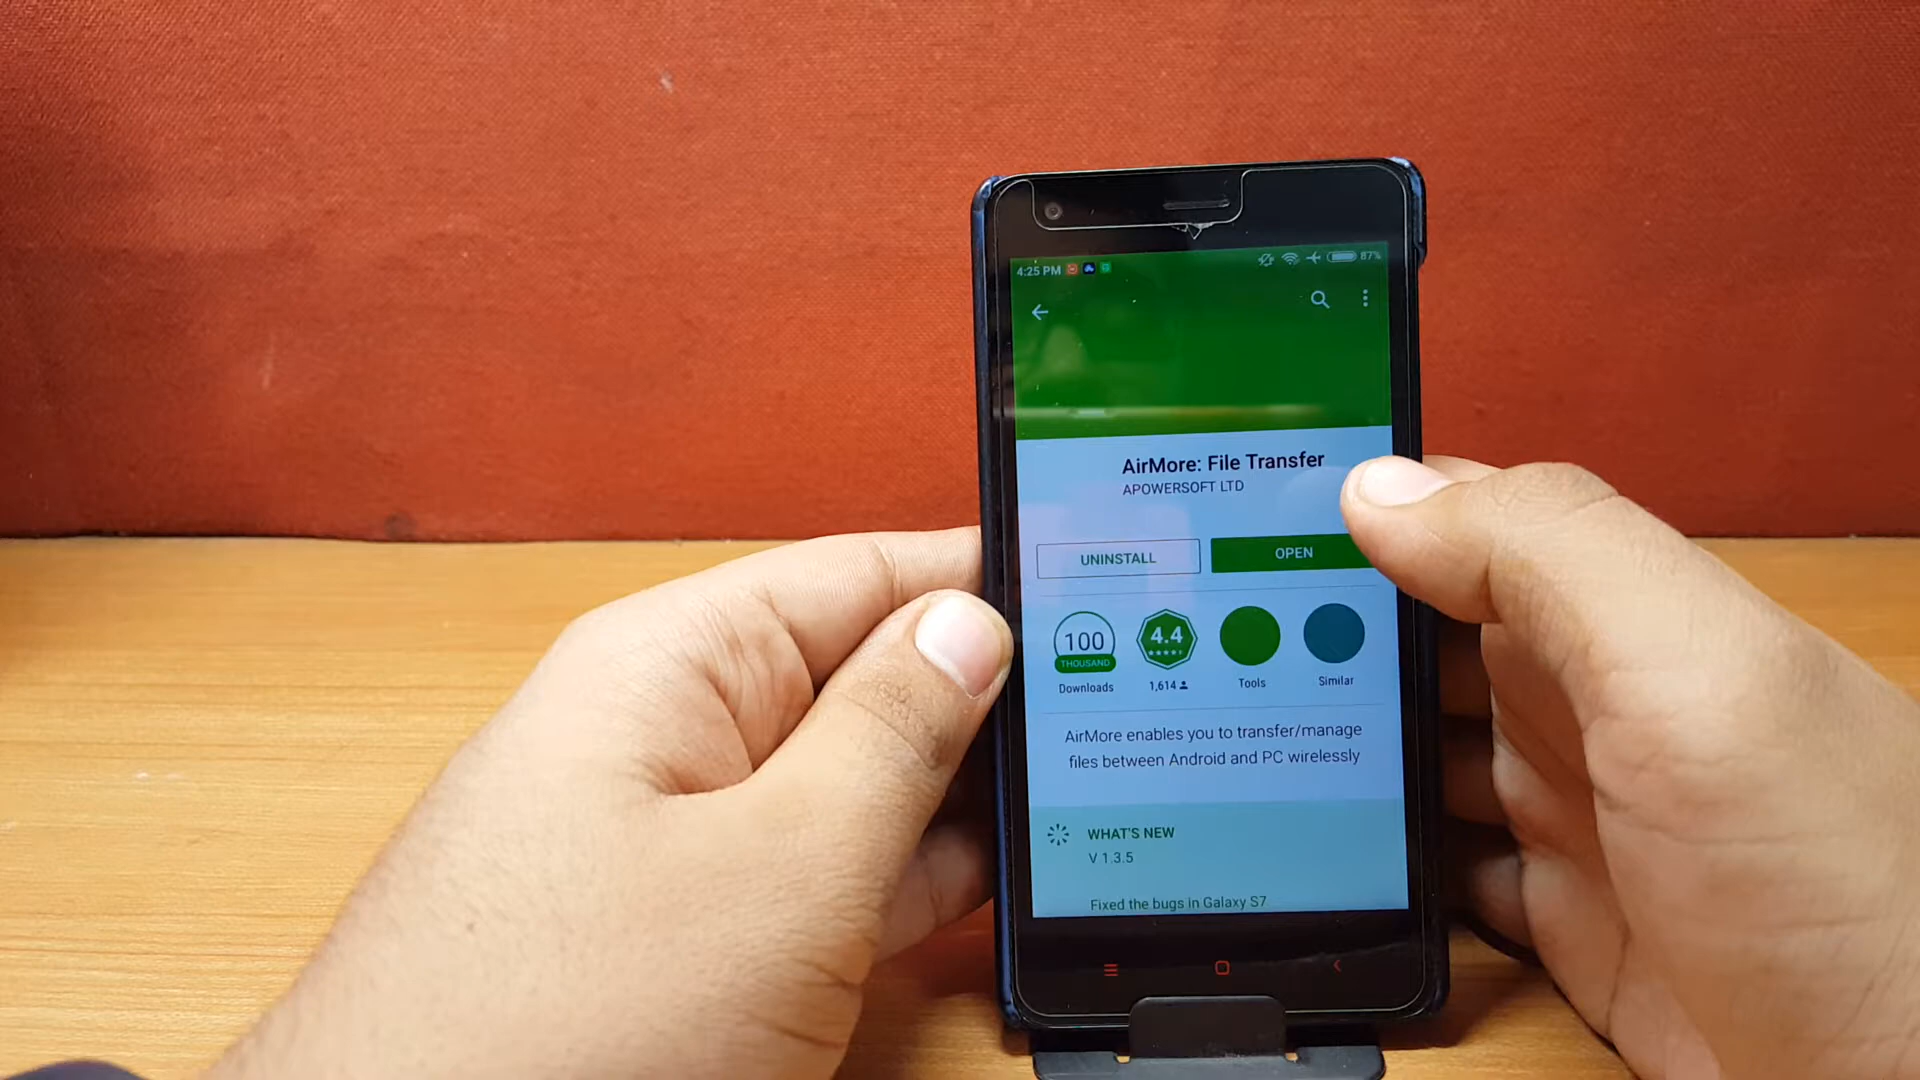 4:25 PM
87%
AirMore: File Transfer
APOWERSOFT LTD
UNINSTALL
OPEN
100
THOUSAND
4.4
Downloads
1,614
Tools
Similar
AirMore enables you to transfer/manage
files between Android and PC wirelessly
WHAT'S NEW
V 1.3.5
Fixed the bugs in Galaxy S7